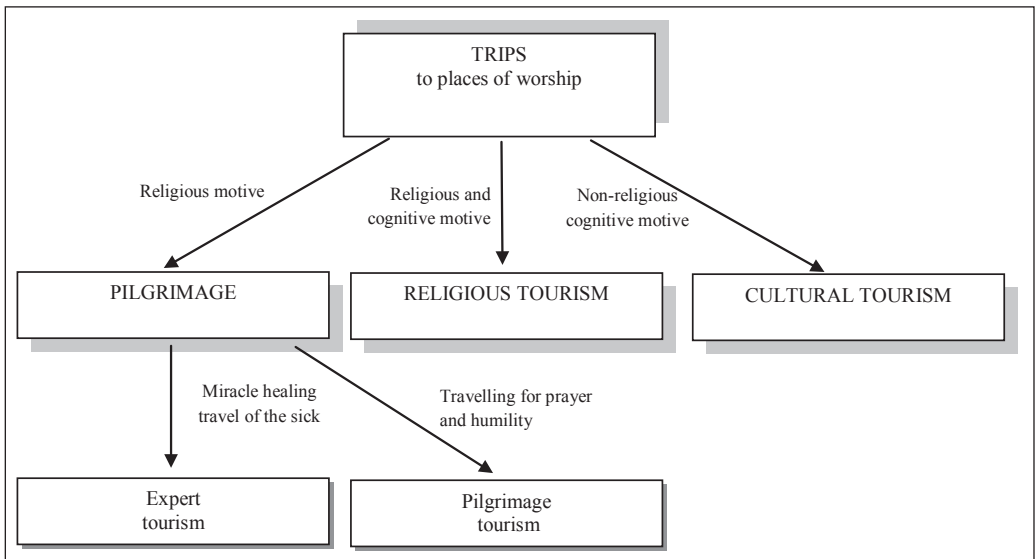 TRIPS
to places of worship
Religious motive
Religious and
cognitive motive
Non-religious
cognitive motive
PILGRIMAGE
RELIGIOUS TOURISM
CULTURAL TOURISM
Miracle healing
travel of the sick
Travelling for prayer
and humility
Expert
tourism
Pilgrimage
tourism